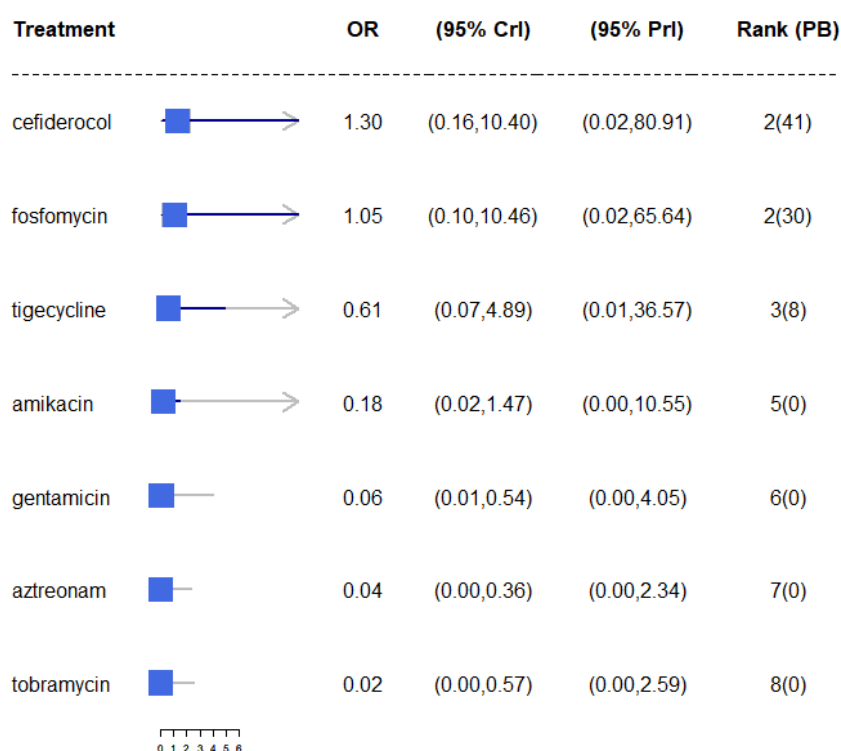 Treatment OR (95% CrI) (95% PrI) Rank (PB)
cefiderocol 1.30 (0.16,10.40) (0.02,80.91) 2(41)
fosfomycin 1.05 (0.10,10.46) (0.02,65.64) 2(30)
tigecycline 0.61 (0.07,4.89) (0.01,36.57) 3(8)
amikacin 0.18 (0.02,1.47) (0.00,10.55) 5(0)
gentamicin 0.06 (0.01,0.54) (0.00,4.05) 6(0)
aztreonam 0.04 (0.00,0.36) (0.00,2.34) 7(0)
tobramycin 0.02 (0.00,0.57) (0.00,2.59) 8(0)
0 1 2 3 4 5 6